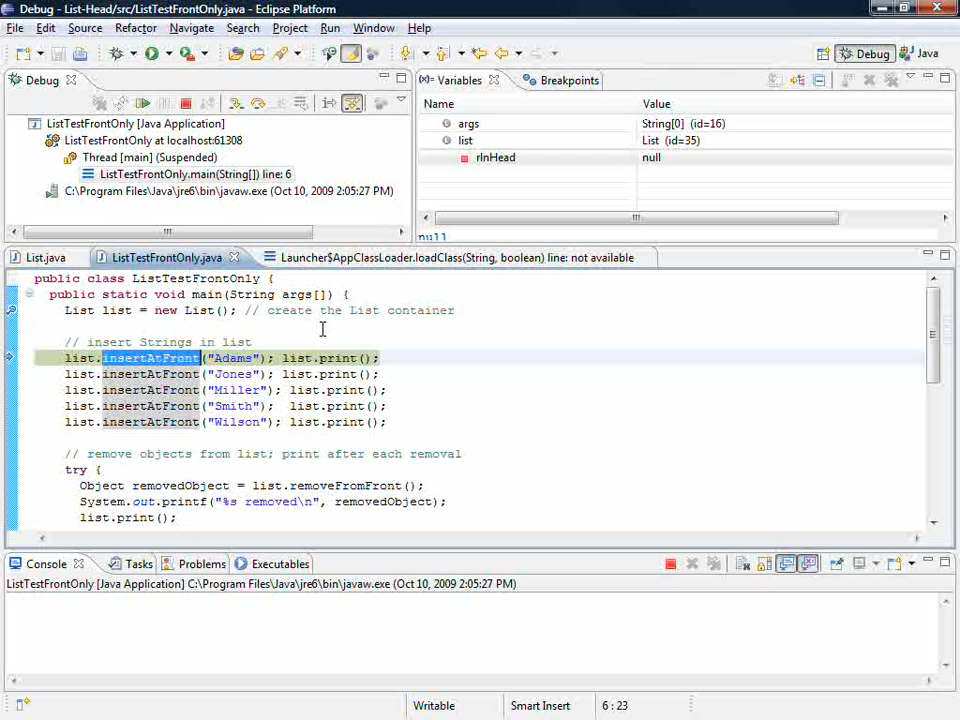 Debug - List-Head/src/ListTestFrontOnly.java - Eclipse Platform
File Edit Source Refactor Navigate Search Project Run Window Help
Debug Java
Debug
ListTestFrontOnly [Java Application]
ListTestFrontOnly at localhost:61308
Thread [main] (Suspended)
ListTestFrontOnly.main(String[]) line: 6
C:\Program Files\Java\jre6\bin\javaw.exe (Oct 10, 2009 2:05:27 PM)
Variables Breakpoints
Name Value
args String[0] (id=16)
list List (id=35)
rlnHead null
null
List.java ListTestFrontOnly.java Launcher$AppClassLoader.loadClass(String, boolean) line: not available
public class ListTestFrontOnly {
public static void main(String args[]) {
List list = new List(); // create the List container
// insert Strings in list
list.insertAtFront("Adams"); list.print();
list.insertAtFront("Jones"); list.print();
list.insertAtFront("Miller"); list.print();
list.insertAtFront("Smith"); list.print();
list.insertAtFront("Wilson"); list.print();
// remove objects from list; print after each removal
try {
Object removedObject = list.removeFromFront();
System.out.printf("%s removed\n", removedObject);
list.print();
Console Tasks Problems Executables
ListTestFrontOnly [Java Application] C:\Program Files\Java\jre6\bin\javaw.exe (Oct 10, 2009 2:05:27 PM)
Writable Smart Insert 6 : 23